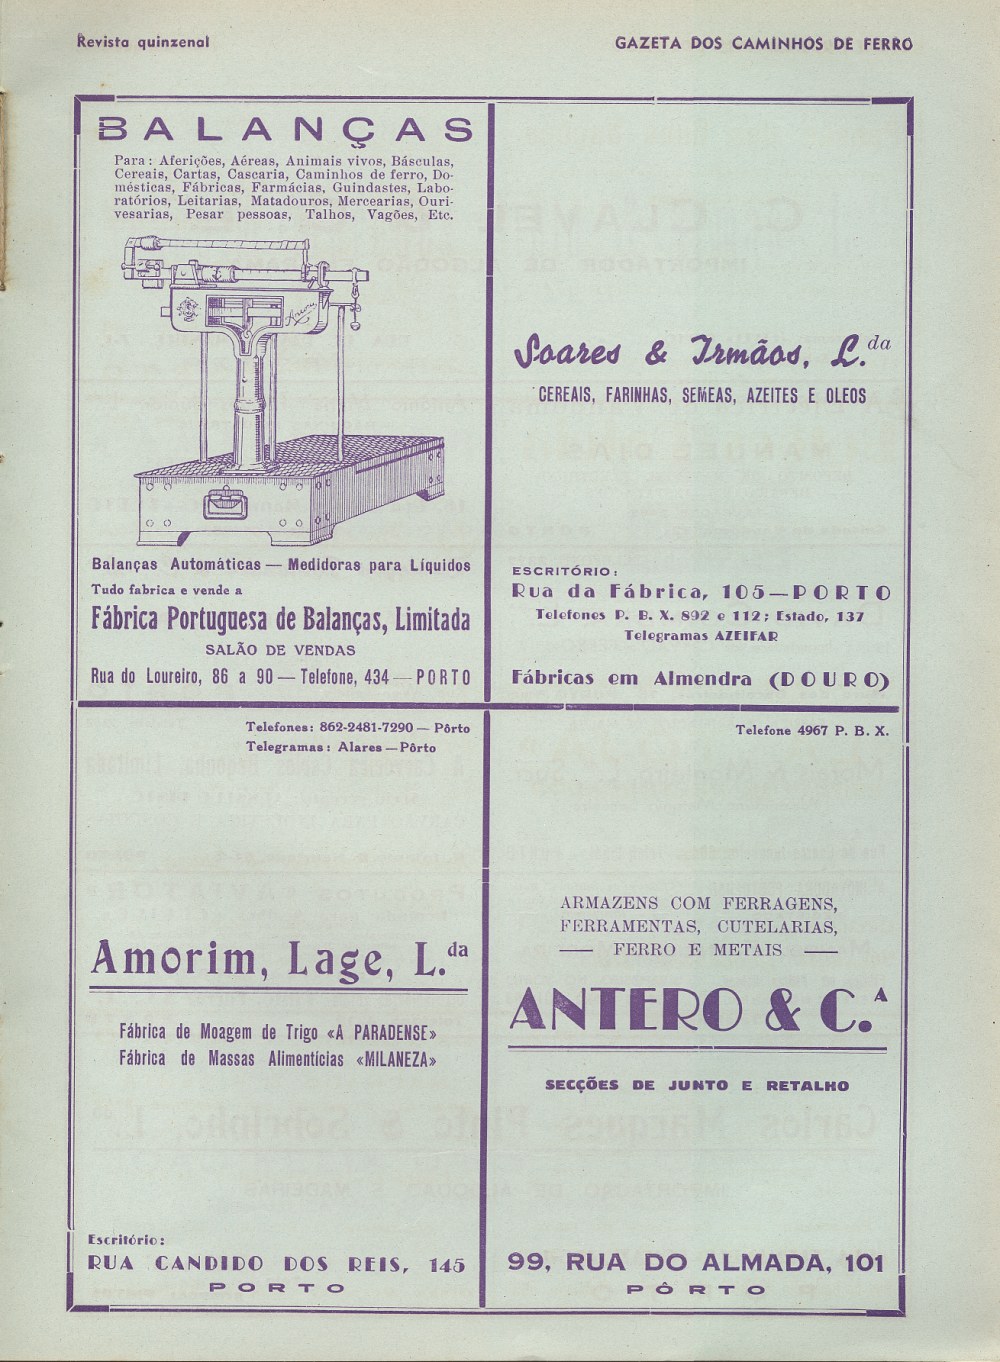 Revista quinzenal
GAZETA DOS CAMINHOS DE FERRO
BALANÇAS
Para: Aferições, Aéreas, Animais vivos, Básculas,
Cereais, Cartas, Cascaria, Caminhos de ferro, Do-
mésticas, Fábricas, Farmácias, Guindastes, Labo-
ratórios, Leitarias, Matadouros, Mercearias, Ouri-
vesarias, Pesar pessoas, Talhos, Vagões, Etc.
Balanças Automáticas — Medidoras para Líquidos
Tudo fabrica e vende a
Fábrica Portuguesa de Balanças, Limitada
SALÃO DE VENDAS
Rua do Loureiro, 86 a 90 — Telefone, 434 — PORTO
Soares & Irmãos, L.da
CEREAIS, FARINHAS, SEMEAS, AZEITES E OLEOS
ESCRITÓRIO:
Rua da Fábrica, 105—PORTO
Telefones P. B. X. 892 e 112; Estado, 137
Telegramas AZEIFAR
Fábricas em Almendra (DOURO)
Telefones: 862-2481-7290 — Pôrto
Telegramas: Alares — Pôrto
Amorim, Lage, L.da
Fábrica de Moagem de Trigo «A PARADENSE»
Fábrica de Massas Alimentícias «MILANEZA»
Escritório:
RUA CANDIDO DOS REIS, 145
PORTO
Telefone 4967 P. B. X.
ARMAZENS COM FERRAGENS,
FERRAMENTAS, CUTELARIAS,
— FERRO E METAIS —
ANTERO & C.A
SECÇÕES DE JUNTO E RETALHO
99, RUA DO ALMADA, 101
PÔRTO